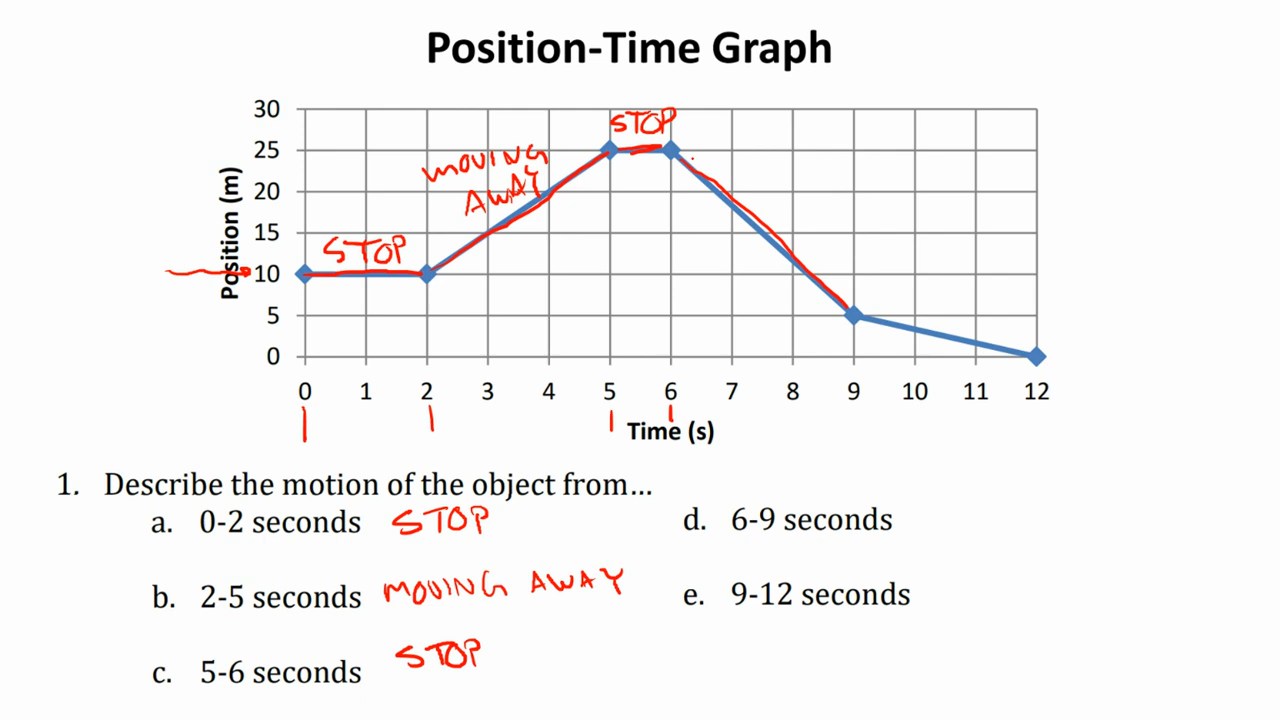 Position-Time Graph
30
25
20
15
10
5
0
Position (m)
STOP
MOVING
AWAY
STOP
0 1 2 3 4 5 6 7 8 9 10 11 12
Time (s)
1. Describe the motion of the object from...
a. 0-2 seconds STOP
b. 2-5 seconds MOVING AWAY
c. 5-6 seconds STOP
d. 6-9 seconds
e. 9-12 seconds